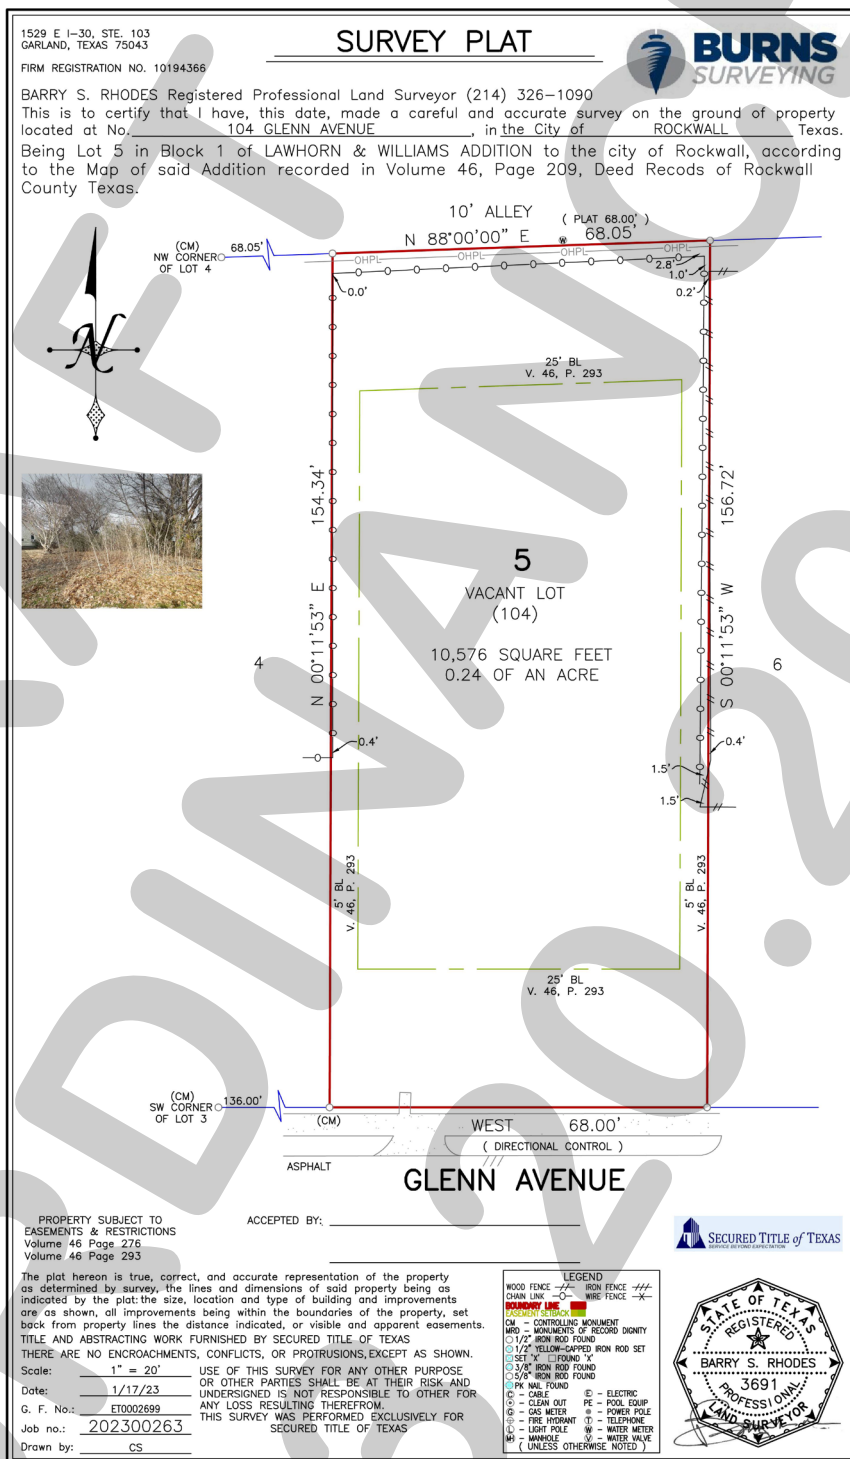 1529 E I-30, STE. 103
GARLAND, TEXAS 75043
FIRM REGISTRATION NO. 10194366
SURVEY PLAT
BURNS
SURVEYING
BARRY S. RHODES Registered Professional Land Surveyor (214) 326-1090
This is to certify that I have, this date, made a careful and accurate survey on the ground of property
located at No. 104 GLENN AVENUE , in the City of ROCKWALL Texas.
Being Lot 5 in Block 1 of LAWHORN & WILLIAMS ADDITION to the city of Rockwall, according
to the Map of said Addition recorded in Volume 46, Page 209, Deed Recods of Rockwall
County Texas.
10' ALLEY
( PLAT 68.00' )
N 88°00'00" E
W
68.05'
(CM)
NW CORNER
OF LOT 4
68.05'
OHPL
OHPL
OHPL
2.8'
1.0'
0.0'
0.2'
N
25' BL
V. 46, P. 293
154.34'
N 00°11'53" E
156.72'
S 00°11'53" W
5
VACANT LOT
(104)
10,576 SQUARE FEET
0.24 OF AN ACRE
4
6
0.4'
0.4'
1.5'
1.5'
5' BL
V. 46, P. 293
5' BL
V. 46, P. 293
25' BL
V. 46, P. 293
(CM)
SW CORNER
OF LOT 3
136.00'
(CM)
WEST 68.00'
( DIRECTIONAL CONTROL )
ASPHALT
GLENN AVENUE
PROPERTY SUBJECT TO
EASEMENTS & RESTRICTIONS
Volume 46 Page 276
Volume 46 Page 293
ACCEPTED BY:
SECURED TITLE of TEXAS
SERVICE BEYOND EXPECTATION
The plat hereon is true, correct, and accurate representation of the property
as determined by survey, the lines and dimensions of said property being as
indicated by the plat: the size, location and type of building and improvements
are as shown, all improvements being within the boundaries of the property, set
back from property lines the distance indicated, or visible and apparent easements.
TITLE AND ABSTRACTING WORK FURNISHED BY SECURED TITLE OF TEXAS
THERE ARE NO ENCROACHMENTS, CONFLICTS, OR PROTRUSIONS, EXCEPT AS SHOWN.
Scale: 1" = 20'
Date: 1/17/23
G. F. No.: ET0002699
Job no.: 202300263
Drawn by: CS
USE OF THIS SURVEY FOR ANY OTHER PURPOSE
OR OTHER PARTIES SHALL BE AT THEIR RISK AND
UNDERSIGNED IS NOT RESPONSIBLE TO OTHER FOR
ANY LOSS RESULTING THEREFROM.
THIS SURVEY WAS PERFORMED EXCLUSIVELY FOR
SECURED TITLE OF TEXAS
LEGEND
WOOD FENCE IRON FENCE
CHAIN LINK WIRE FENCE
BOUNDARY LINE
EASEMENT/SETBACK
CM - CONTROLLING MONUMENT
MRD - MONUMENTS OF RECORD DIGNITY
1/2" IRON ROD FOUND
1/2" YELLOW-CAPPED IRON ROD SET
SET 'X' FOUND 'X'
3/8" IRON ROD FOUND
5/8" IRON ROD FOUND
PK NAIL FOUND
C - CABLE E - ELECTRIC
- CLEAN OUT PE - POOL EQUIP
G - GAS METER - POWER POLE
- FIRE HYDRANT T - TELEPHONE
L - LIGHT POLE W - WATER METER
MH - MANHOLE V - WATER VALVE
( UNLESS OTHERWISE NOTED )
STATE OF TEXAS
REGISTERED
BARRY S. RHODES
3691
PROFESSIONAL
LAND SURVEYOR